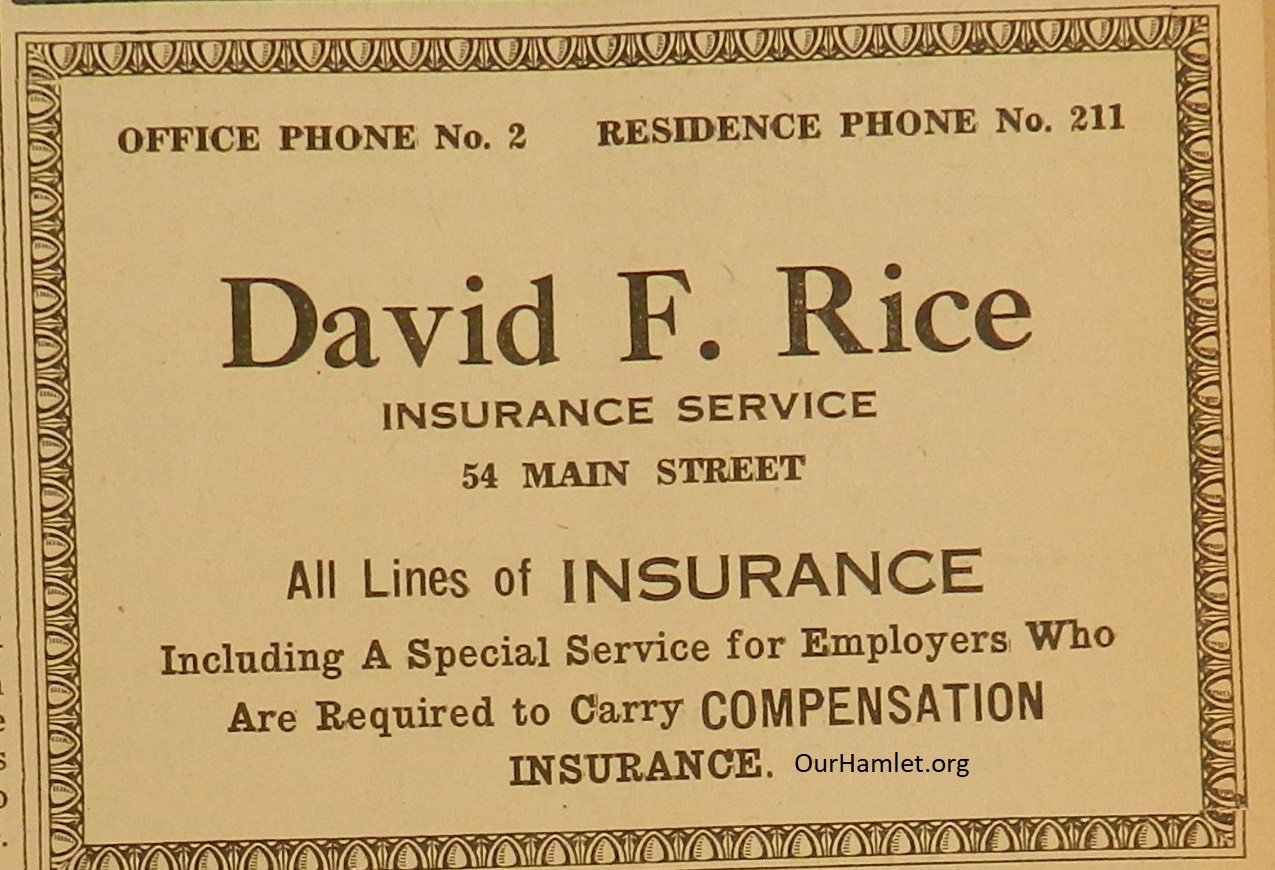 OFFICE PHONE No. 2 RESIDENCE PHONE No. 211
David F. Rice
INSURANCE SERVICE
54 MAIN STREET
All Lines of INSURANCE
Including A Special Service for Employers Who
Are Required to Carry COMPENSATION
INSURANCE. OurHamlet.org